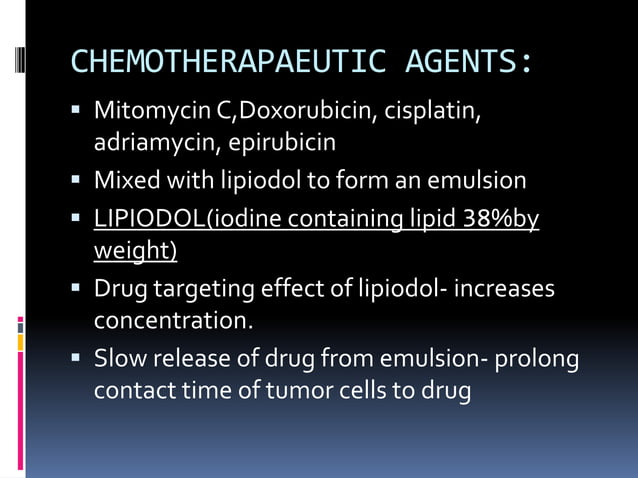 CHEMOTHERAPAEUTIC AGENTS:
▪ Mitomycin C,Doxorubicin, cisplatin,
adriamycin, epirubicin
▪ Mixed with lipiodol to form an emulsion
▪ LIPIODOL(iodine containing lipid 38%by
weight)
▪ Drug targeting effect of lipiodol- increases
concentration.
▪ Slow release of drug from emulsion- prolong
contact time of tumor cells to drug